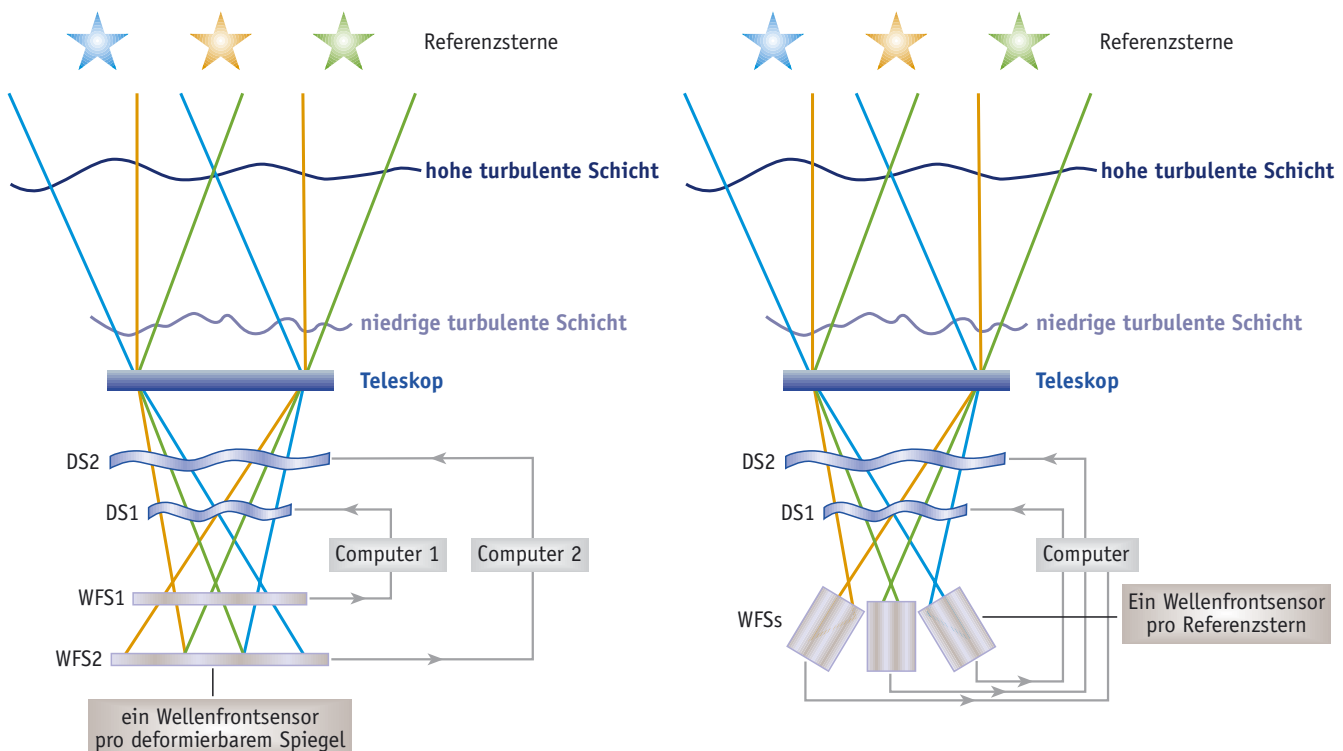 Referenzsterne
hohe turbulente Schicht
niedrige turbulente Schicht
Teleskop
DS2
DS1
Computer 1
Computer 2
WFS1
WFS2
ein Wellenfrontsensor
pro deformierbarem Spiegel
Referenzsterne
hohe turbulente Schicht
niedrige turbulente Schicht
Teleskop
DS2
DS1
Computer
WFSs
Ein Wellenfrontsensor
pro Referenzstern